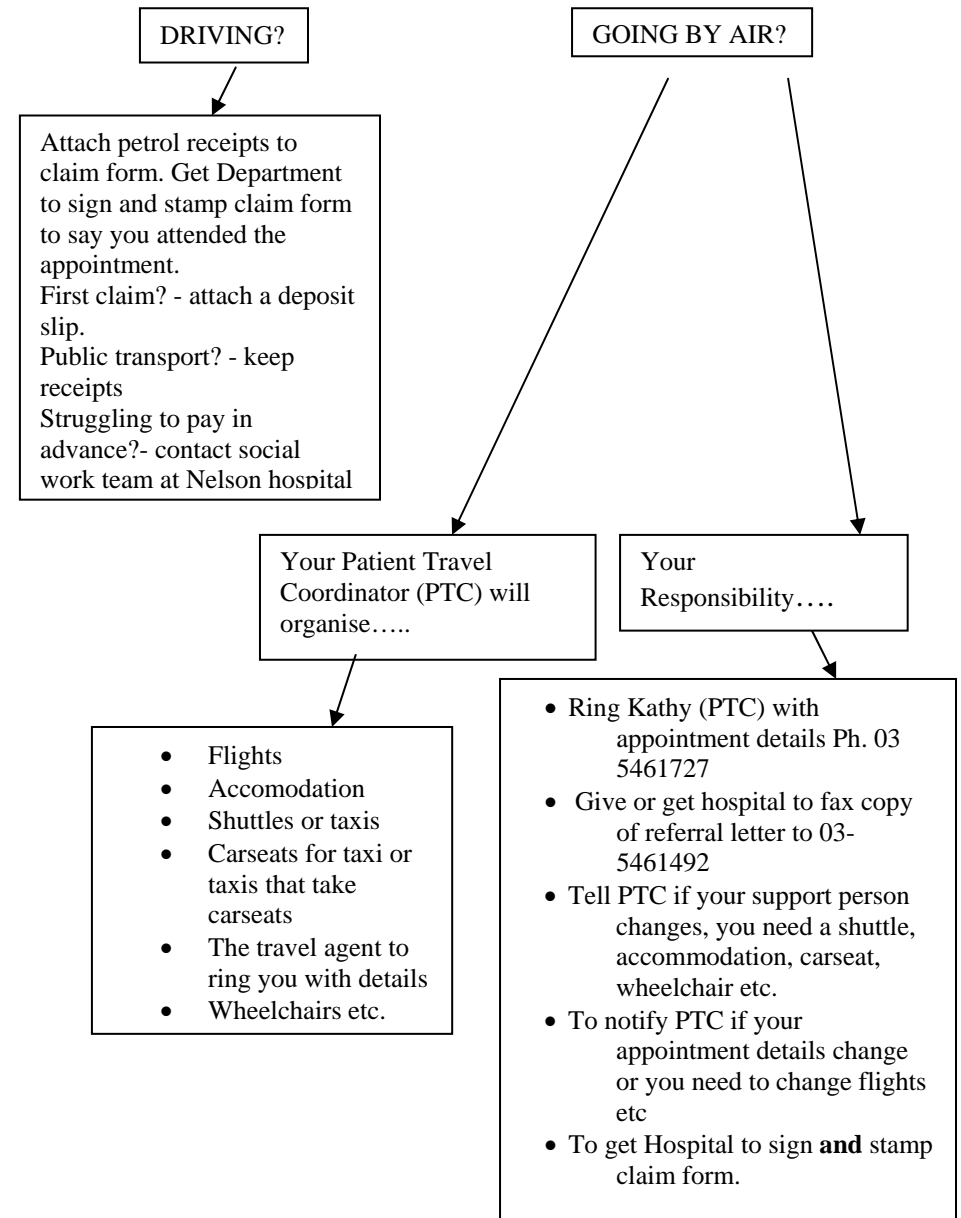 DRIVING?
GOING BY AIR?
Attach petrol receipts to
claim form. Get Department
to sign and stamp claim form
to say you attended the
appointment.
First claim? - attach a deposit
slip.
Public transport? - keep
receipts
Struggling to pay in
advance?- contact social
work team at Nelson hospital
Your Patient Travel
Coordinator (PTC) will
organise…..
Your
Responsibility….
• Flights
• Accomodation
• Shuttles or taxis
• Carseats for taxi or
taxis that take
carseats
• The travel agent to
ring you with details
• Wheelchairs etc.
• Ring Kathy (PTC) with
appointment details Ph. 03
5461727
• Give or get hospital to fax copy
of referral letter to 03-
5461492
• Tell PTC if your support person
changes, you need a shuttle,
accommodation, carseat,
wheelchair etc.
• To notify PTC if your
appointment details change
or you need to change flights
etc
• To get Hospital to sign and stamp
claim form.